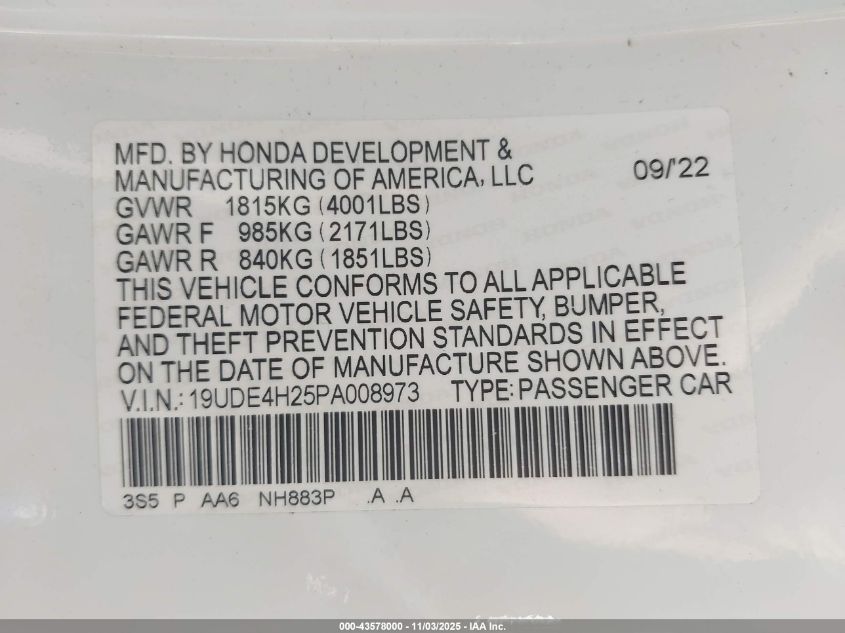 MFD. BY HONDA DEVELOPMENT &
MANUFACTURING OF AMERICA, LLC 09/'22
GVWR 1815KG (4001LBS)
GAWR F 985KG (2171LBS)
GAWR R 840KG (1851LBS)
THIS VEHICLE CONFORMS TO ALL APPLICABLE
FEDERAL MOTOR VEHICLE SAFETY, BUMPER,
AND THEFT PREVENTION STANDARDS IN EFFECT
ON THE DATE OF MANUFACTURE SHOWN ABOVE.
V.I.N.: 19UDE4H25PA008973 TYPE: PASSENGER CAR
3S5 P AA6 NH883P .A .A
000-43578000 - 11/03/2025 - IAA Inc.